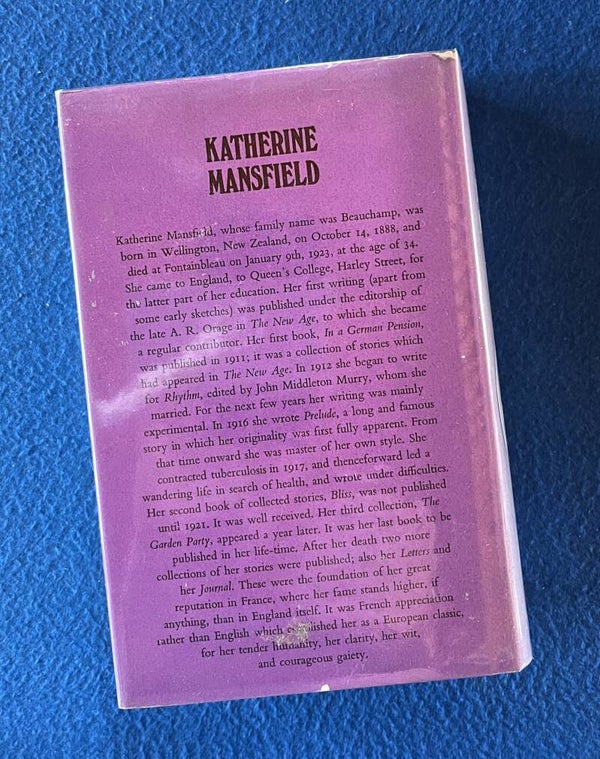 KATHERINE
MANSFIELD
Katherine Mansfield, whose family name was Beauchamp, was
born in Wellington, New Zealand, on October 14, 1888, and
died at Fontainbleau on January 9th, 1923, at the age of 34.
She came to England, to Queen's College, Harley Street, for
the latter part of her education. Her first writing (apart from
some early sketches) was published under the editorship of
the late A. R. Orage in The New Age, to which she became
a regular contributor. Her first book, In a German Pension,
was published in 1911; it was a collection of stories which
had appeared in The New Age. In 1912 she began to write
for Rhythm, edited by John Middleton Murry, whom she
married. For the next few years her writing was mainly
experimental. In 1916 she wrote Prelude, a long and famous
story in which her originality was first fully apparent. From
that time onward she was master of her own style. She
contracted tuberculosis in 1917, and thenceforward led a
wandering life in search of health, and wrote under difficulties.
Her second book of collected stories, Bliss, was not published
until 1921. It was well received. Her third collection, The
Garden Party, appeared a year later. It was her last book to be
published in her life-time. After her death two more
collections of her stories were published; also her Letters and
her Journal. These were the foundation of her great
reputation in France, where her fame stands higher, if
anything, than in England itself. It was French appreciation
rather than English which established her as a European classic,
for her tender humanity, her clarity, her wit,
and courageous gaiety.